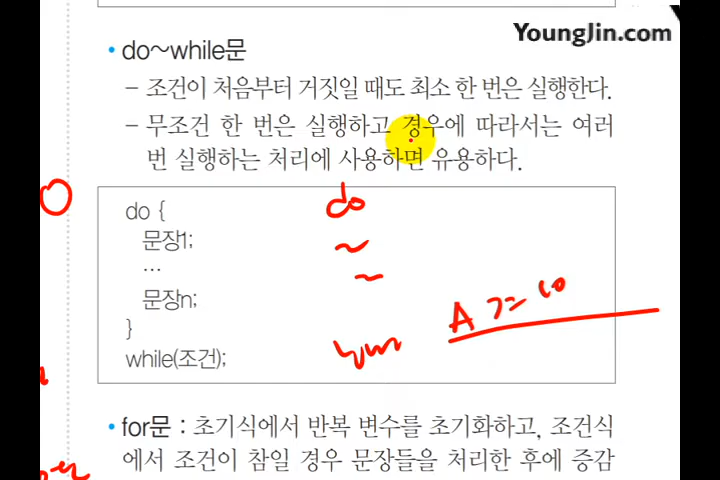 YoungJin.com
• do~while문
– 조건이 처음부터 거짓일 때도 최소 한 번은 실행한다.
– 무조건 한 번은 실행하고 경우에 따라서는 여러
번 실행하는 처리에 사용하면 유용하다.
do {
문장1;
...
문장n;
}
while(조건);
do
~
~
A >= 10
• for문 : 초기식에서 반복 변수를 초기화하고, 조건식
에서 조건이 참일 경우 문장들을 처리한 후에 증감